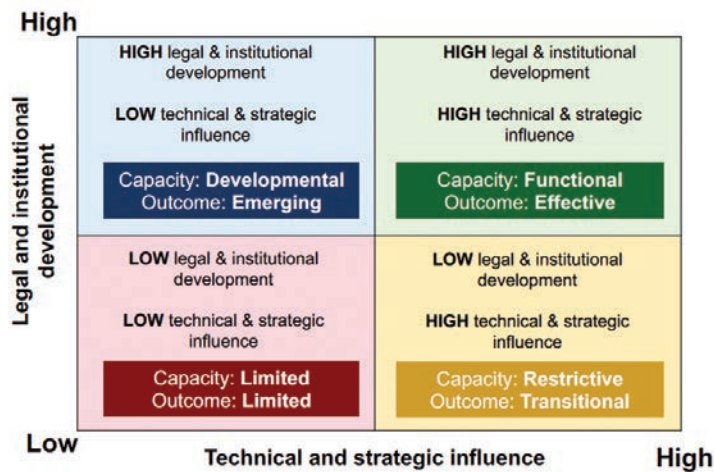 High
HIGH legal & institutional
development
LOW technical & strategic
influence
Capacity: Developmental
Outcome: Emerging
HIGH legal & institutional
development
HIGH technical & strategic
influence
Capacity: Functional
Outcome: Effective
Legal and institutional
development
LOW legal & institutional
development
LOW technical & strategic
influence
Capacity: Limited
Outcome: Limited
LOW legal & institutional
development
HIGH technical & strategic
influence
Capacity: Restrictive
Outcome: Transitional
Low
Technical and strategic influence
High